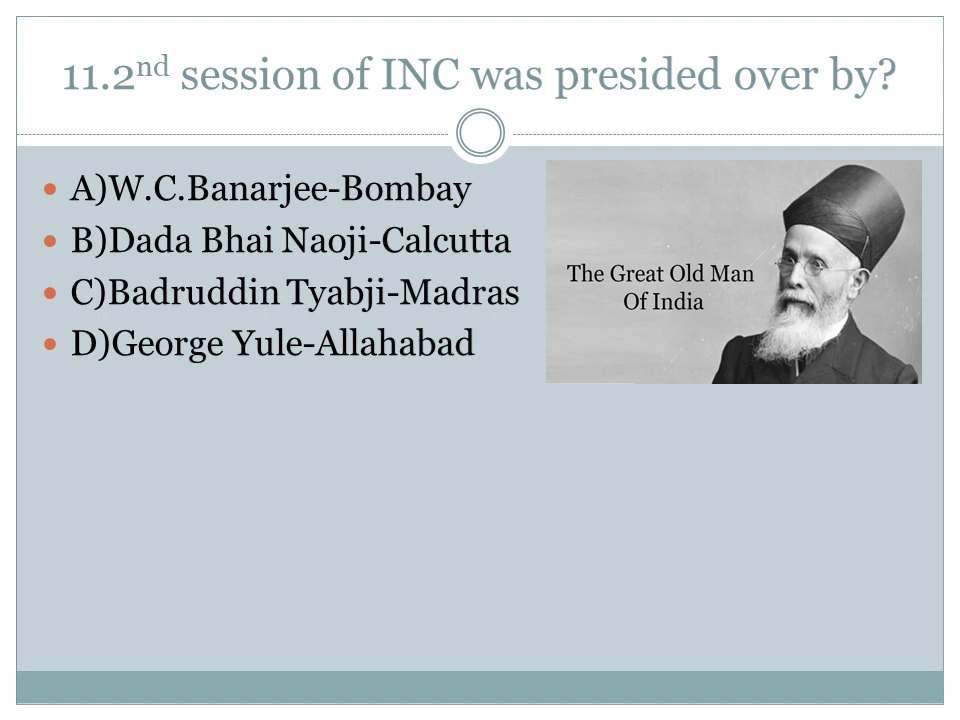 11.2nd session of INC was presided over by?
A)W.C.Banarjee-Bombay
B)Dada Bhai Naoji-Calcutta
C)Badruddin Tyabji-Madras
D)George Yule-Allahabad
The Great Old Man
Of India